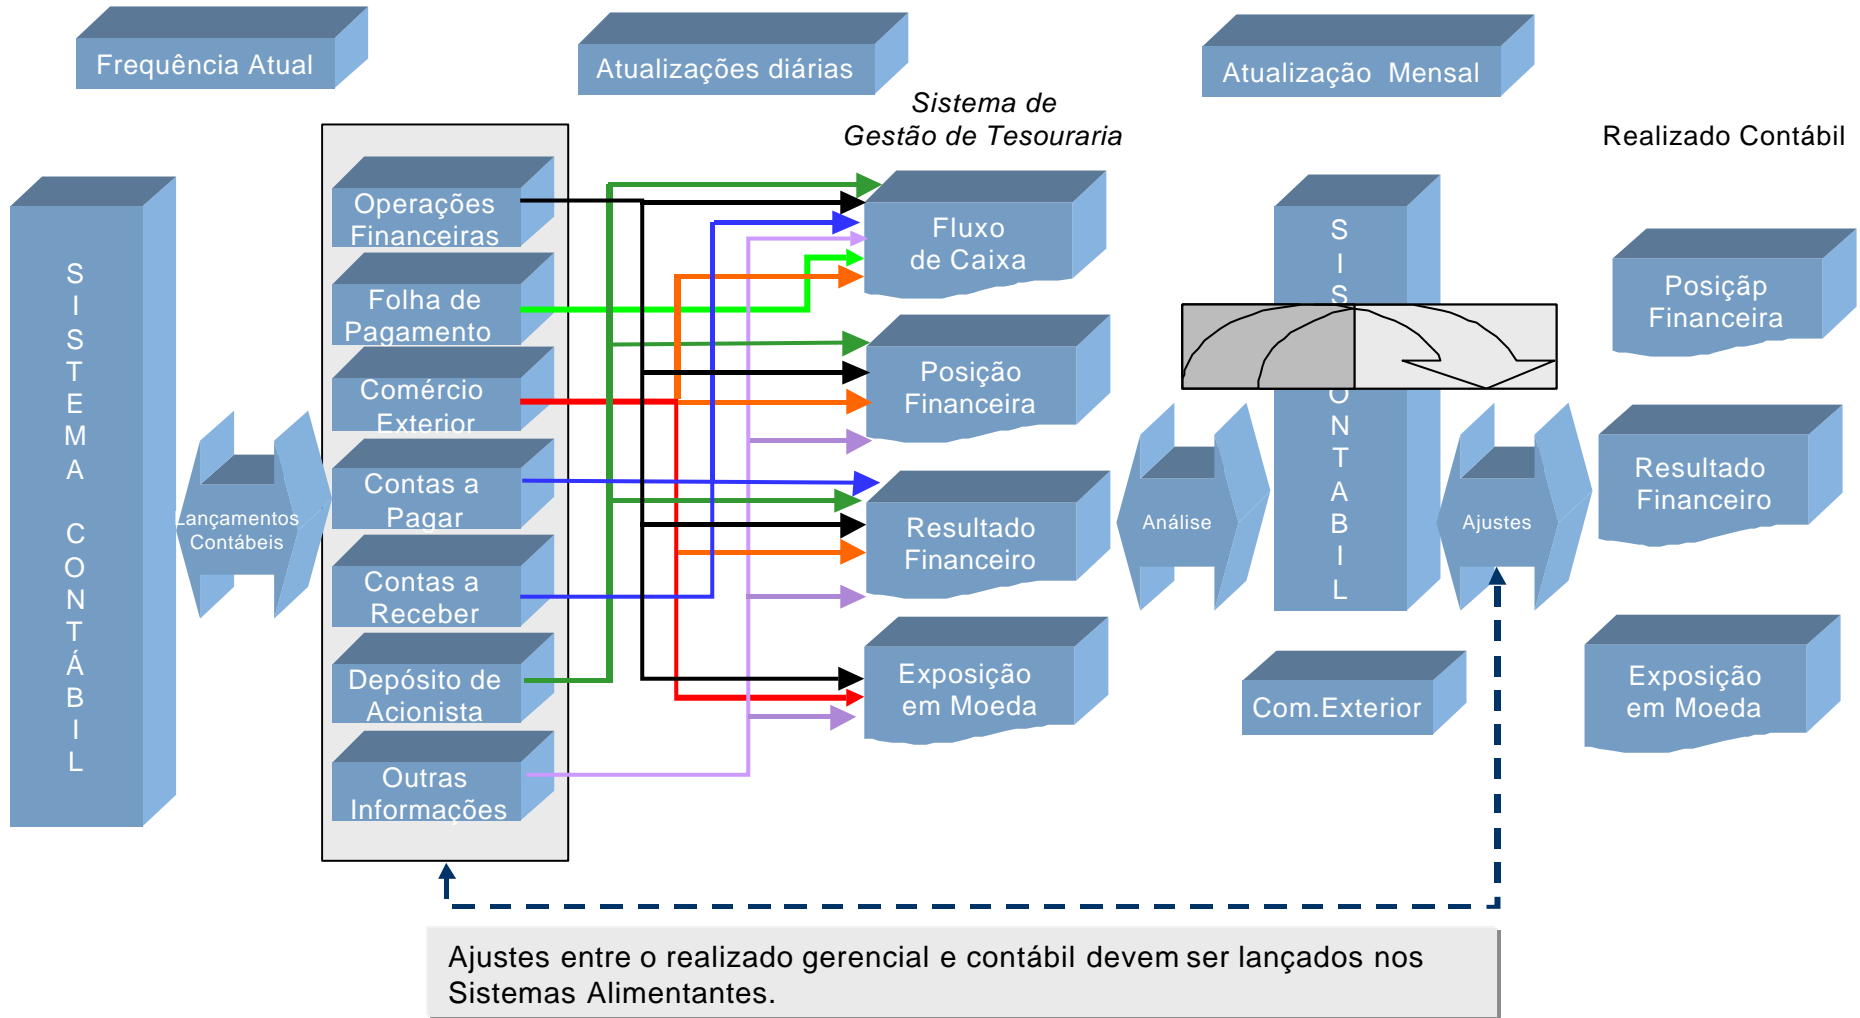 Frequência Atual
Atualizações diárias
Atualização Mensal
Sistema de
Gestão de Tesouraria
Realizado Contábil
S
I
S
T
E
M
A
C
O
N
T
Á
B
I
L
Lançamentos
Contábeis
Operações
Financeiras
Folha de
Pagamento
Comércio
Exterior
Contas a
Pagar
Contas a
Receber
Depósito de
Acionista
Outras
Informações
Fluxo
de Caixa
Posição
Financeira
Resultado
Financeiro
Exposição
em Moeda
Análise
S
I
S
O
N
T
A
B
I
L
Com.Exterior
Ajustes
Posiçãp
Financeira
Resultado
Financeiro
Exposição
em Moeda
Ajustes entre o realizado gerencial e contábil devem ser lançados nos
Sistemas Alimentantes.